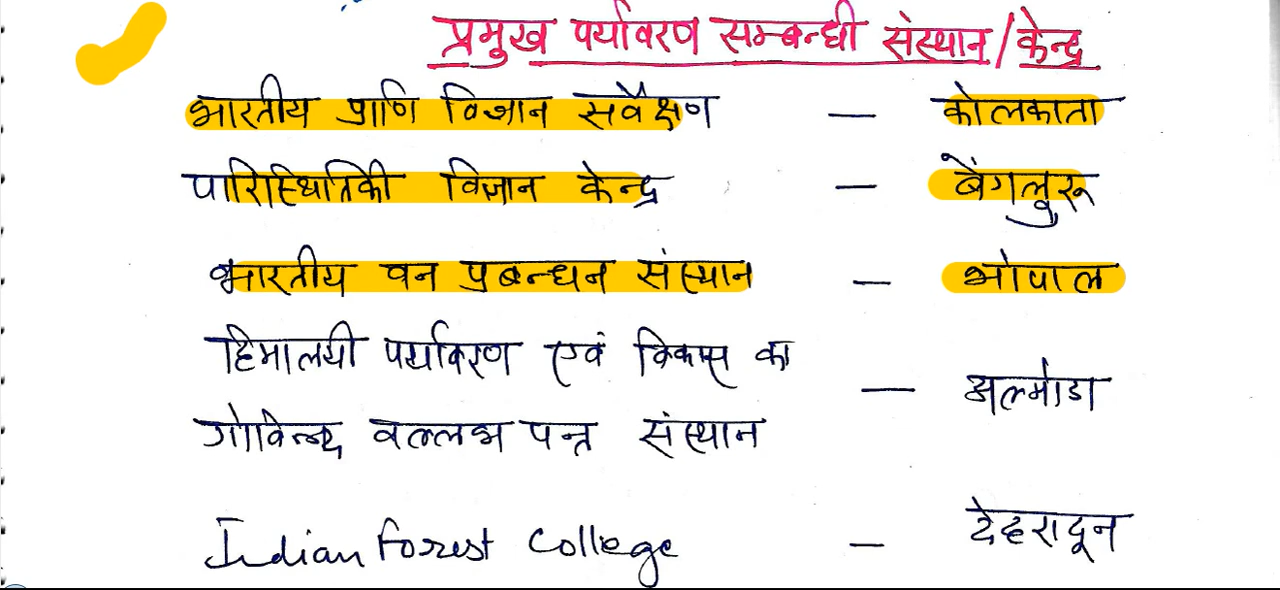 प्रमुख पर्यावरण सम्बन्धी संस्थान/केन्द्र
भारतीय प्राणि विज्ञान सर्वेक्षण – कोलकाता
पारिस्थितिकी विज्ञान केन्द्र – बेंगलुरू
भारतीय वन प्रबन्धन संस्थान – भोपाल
हिमालयी पर्यावरण एवं विकास का
गोविन्द वल्लभ पन्त संस्थान – अल्मोडा
Indian Forest College – देहरादून